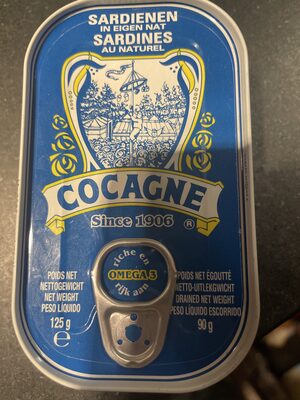 SARDIENEN
IN EIGEN NAT
SARDINES
AU NATUREL
COCAGNE
Since 1906 ®
riche en
OMEGA 3
rijk aan
POIDS NET
NETTOGEWICHT
NET WEIGHT
PESO LÍQUIDO
125 g
e
POIDS NET ÉGOUTTÉ
NETTO-UITLEKGEWICHT
DRAINED NET WEIGHT
PESO LÍQUIDO ESCORRIDO
90 g